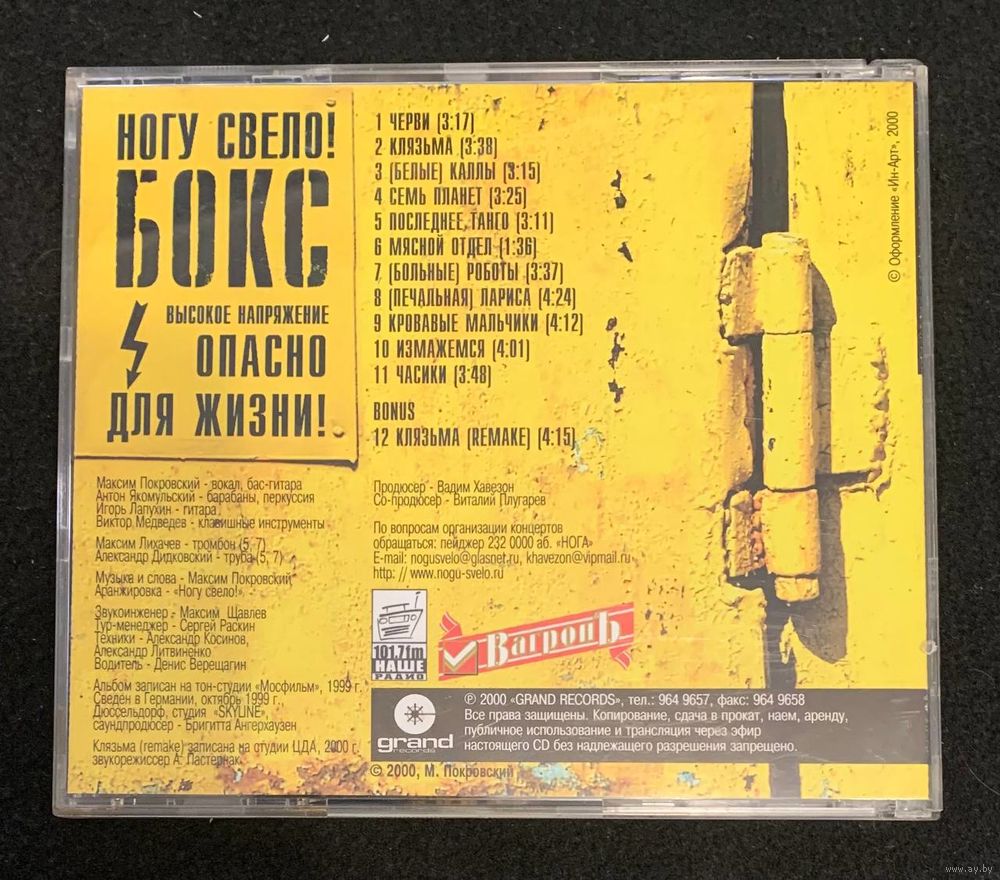 НОГУ СВЕЛО!
БОКС
ВЫСОКОЕ НАПРЯЖЕНИЕ
ОПАСНО
ДЛЯ ЖИЗНИ!
1 ЧЕРВИ (3:17)
2 КЛЯЗЬМА (3:38)
3 (БЕЛЫЕ) КАЛЛЫ (3:15)
4 СЕМЬ ПЛАНЕТ (3:25)
5 ПОСЛЕДНЕЕ ТАНГО (3:11)
6 МЯСНОЙ ОТДЕЛ (1:36)
7 (БОЛЬНЫЕ) РОБОТЫ (3:37)
8 (ПЕЧАЛЬНАЯ) ЛАРИСА (4:24)
9 КРОВАВЫЕ МАЛЬЧИКИ (4:12)
10 ИЗМАЖЕМСЯ (4:01)
11 ЧАСИКИ (3:48)
BONUS
12 КЛЯЗЬМА (REMAKE) (4:15)
© Оформление «Ин-Арт», 2000
Максим Покровский - вокал, бас-гитара
Антон Якомульский - барабаны, перкуссия
Игорь Лапухин - гитара
Виктор Медведев - клавишные инструменты
Максим Лихачев - тромбон (5, 7)
Александр Дидковский - труба (5, 7)
Музыка и слова - Максим Покровский
Аранжировка - «Ногу свело!»
Звукоинженер - Максим Щавлев
Тур-менеджер - Сергей Раскин
Техники - Александр Косинов,
Александр Литвиненко
Водитель - Денис Верещагин
Альбом записан на тон-студии «Мосфильм», 1999 г.
Сведен в Германии, октябрь 1999 г.,
Дюссельдорф, студия "SKYLINE",
саундпродюсер - Бригитта Ангерхаузен
Клязьма (remake) записана на студии ЦДА, 2000 г.
звукорежиссер А. Пастернак
Продюсер - Вадим Хавезон
Со-продюсер - Виталий Плугарев
По вопросам организации концертов
обращаться: пейджер 232 0000 аб. «НОГА»
E-mail: nogusvelo@glasnet.ru, khavezon@vipmail.ru
http: // www.nogu-svelo.ru
101.7.fm
НАШЕ
РАДИО
ВагронЪ
grand
records
℗ 2000 «GRAND RECORDS», тел.: 964 9657, факс: 964 9658
Все права защищены. Копирование, сдача в прокат, наем, аренду,
публичное использование и трансляция через эфир
настоящего CD без надлежащего разрешения запрещено.
© 2000, М. Покровский
www.ay.by